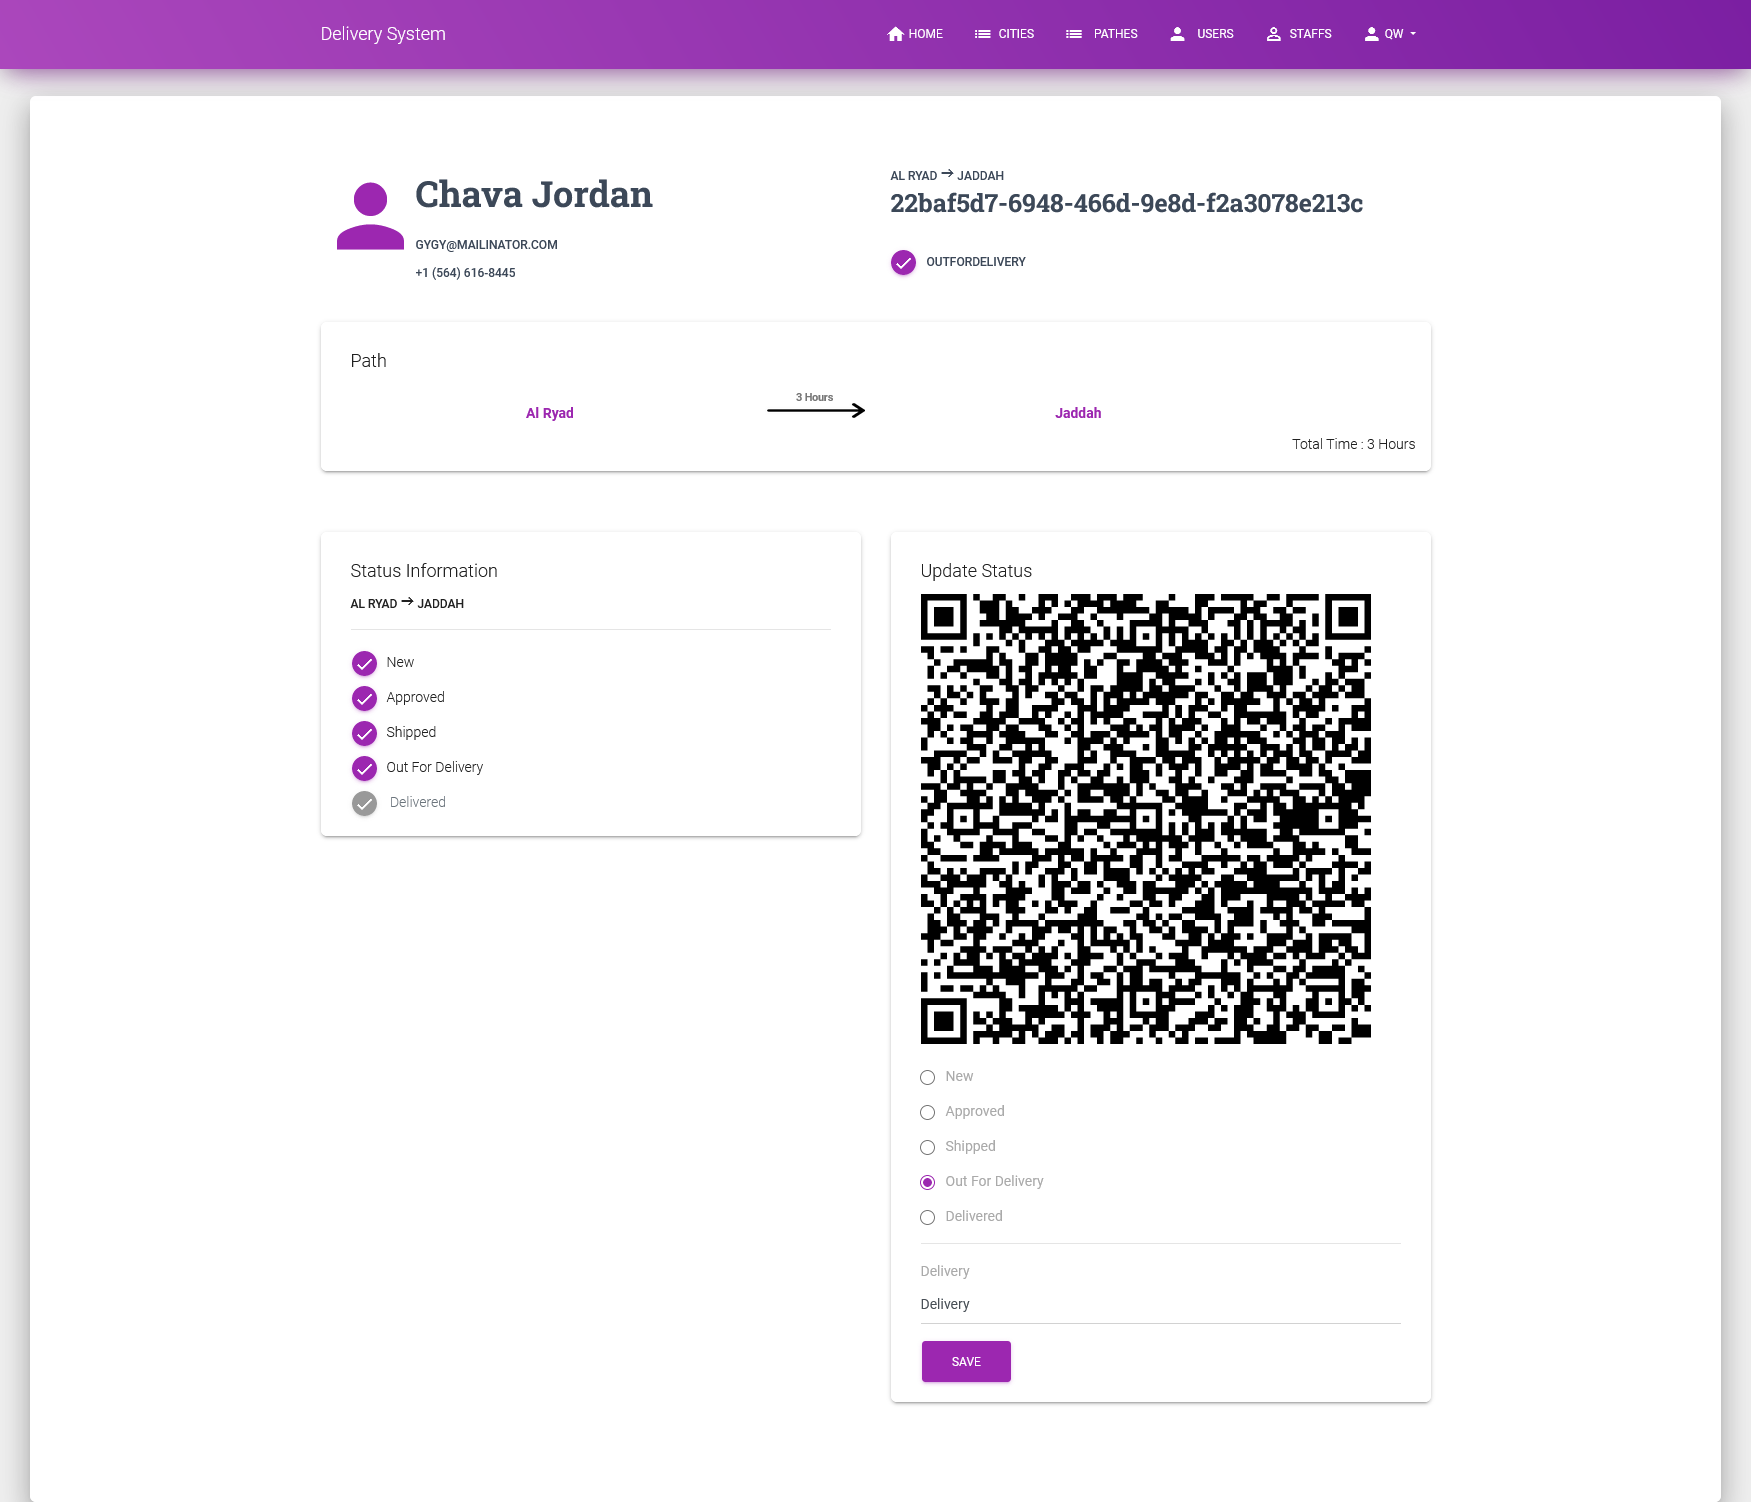 Delivery System
HOME
CITIES
PATHES
USERS
STAFFS
QW
Chava Jordan
GYGY@MAILINATOR.COM
+1 (564) 616-8445
AL RYAD → JADDAH
22baf5d7-6948-466d-9e8d-f2a3078e213c
OUTFORDELIVERY
Path
Al Ryad
3 Hours
Jaddah
Total Time : 3 Hours
Status Information
AL RYAD → JADDAH
New
Approved
Shipped
Out For Delivery
Delivered
Update Status
New
Approved
Shipped
Out For Delivery
Delivered
Delivery
Delivery
SAVE